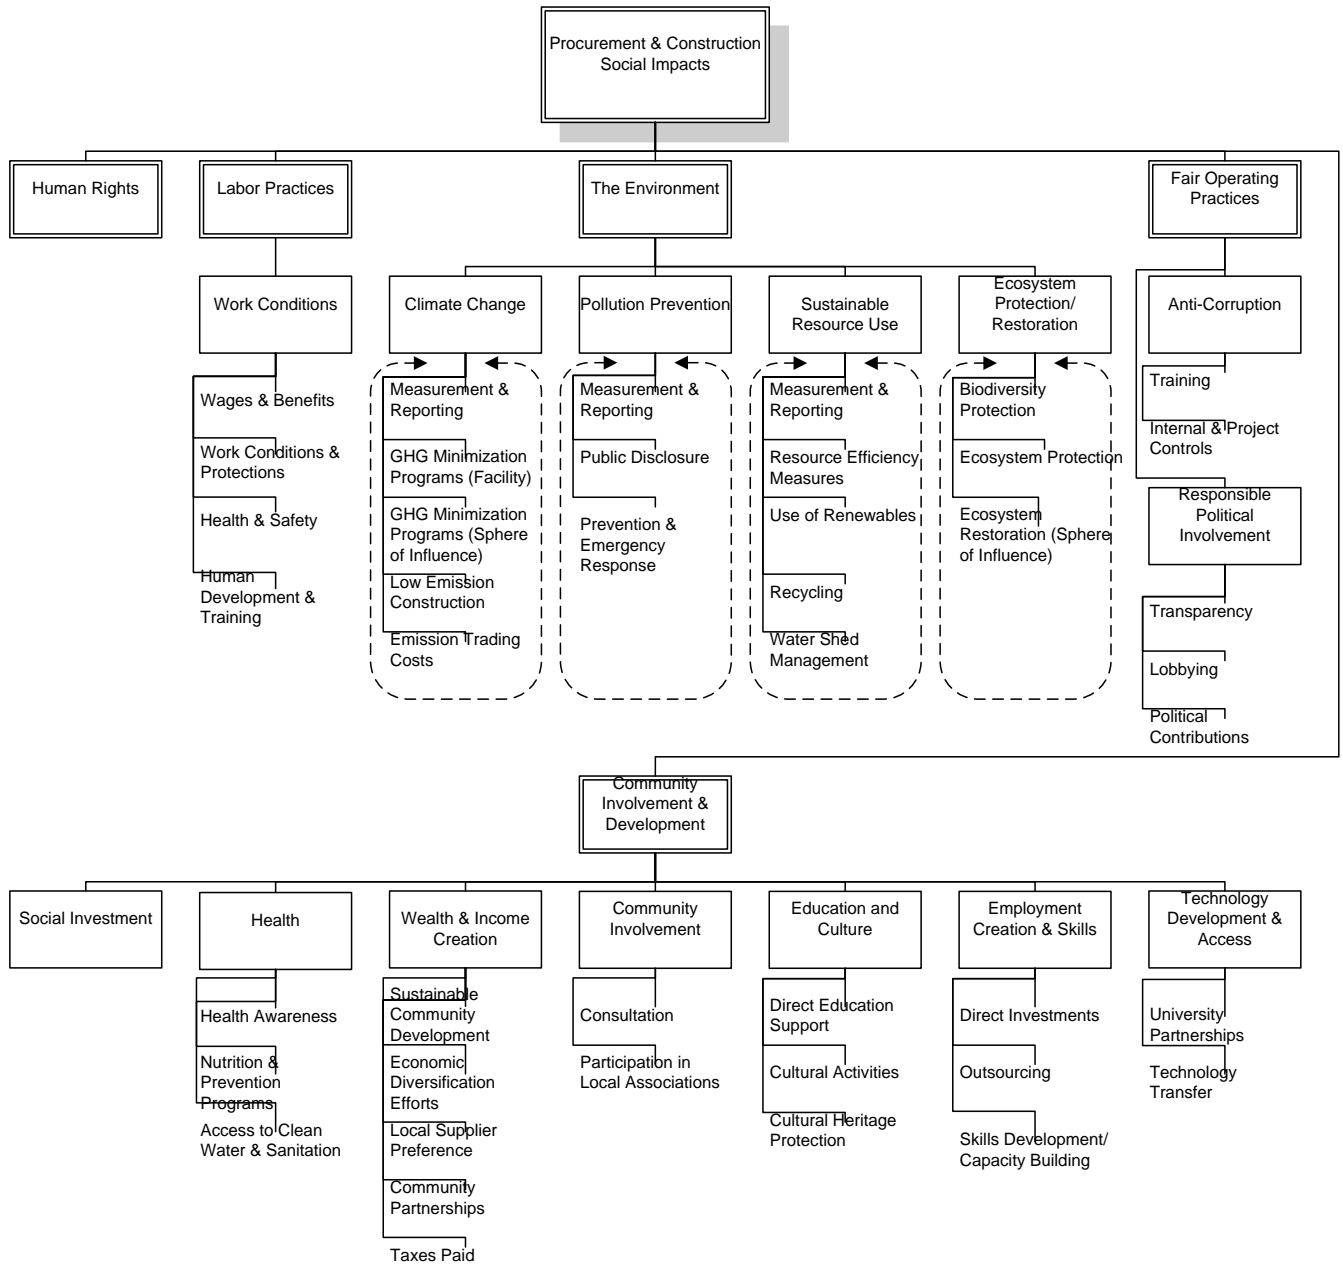 Procurement & Construction
Social Impacts
Human Rights
Labor Practices
The Environment
Fair Operating
Practices
Work Conditions
Climate Change
Pollution Prevention
Sustainable
Resource Use
Ecosystem
Protection/
Restoration
Anti-Corruption
Wages & Benefits
Work Conditions &
Protections
Health & Safety
Human
Development &
Training
Measurement &
Reporting
GHG Minimization
Programs (Facility)
GHG Minimization
Programs (Sphere
of Influence)
Low Emission
Construction
Emission Trading
Costs
Measurement &
Reporting
Public Disclosure
Prevention &
Emergency
Response
Measurement &
Reporting
Resource Efficiency
Measures
Use of Renewables
Recycling
Water Shed
Management
Biodiversity
Protection
Ecosystem Protection
Ecosystem
Restoration (Sphere
of Influence)
Training
Internal & Project
Controls
Responsible
Political
Involvement
Transparency
Lobbying
Political
Contributions
Community
Involvement &
Development
Social Investment
Health
Wealth & Income
Creation
Community
Involvement
Education and
Culture
Employment
Creation & Skills
Technology
Development &
Access
Health Awareness
Nutrition &
Prevention
Programs
Access to Clean
Water & Sanitation
Sustainable
Community
Development
Economic
Diversification
Efforts
Local Supplier
Preference
Community
Partnerships
Taxes Paid
Consultation
Participation in
Local Associations
Direct Education
Support
Cultural Activities
Cultural Heritage
Protection
Direct Investments
Outsourcing
Skills Development/
Capacity Building
University
Partnerships
Technology
Transfer